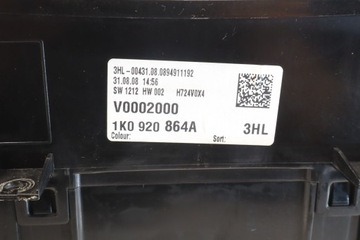 3HL-00431.08.0894911192
31.08.08 14:56
SW 1212 HW 002 H724V0X4
V0002000
1K0 920 864A 3HL
Colour: Sort: